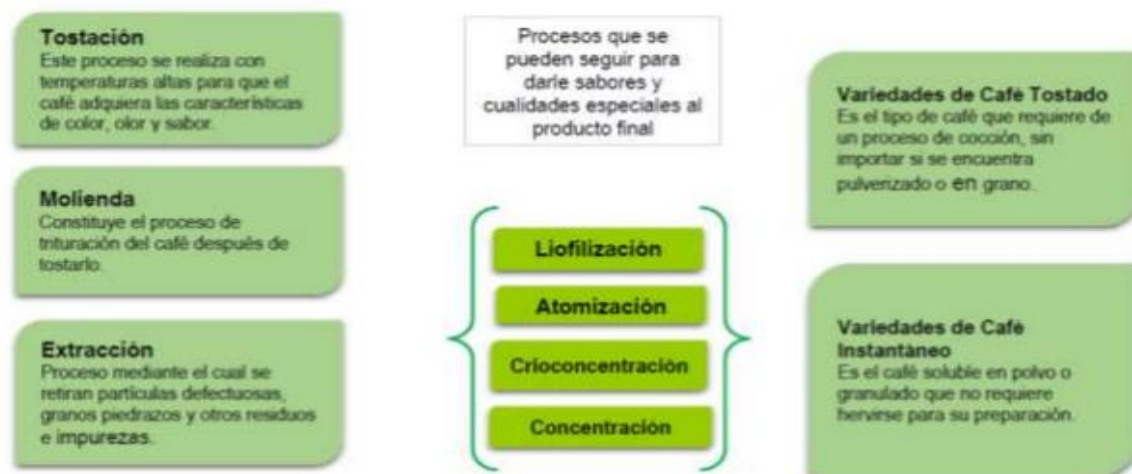 Tostación
Este proceso se realiza con
temperaturas altas para que el
café adquiera las características
de color, olor y sabor.
Molienda
Constituye el proceso de
trituración del café después de
tostarlo.
Extracción
Proceso mediante el cual se
retiran partículas defectuosas,
granos piedrazos y otros residuos
e impurezas.
Procesos que se
pueden seguir para
darle sabores y
cualidades especiales al
producto final
Liofilización
Atomización
Crioconcentración
Concentración
Variedades de Café Tostado
Es el tipo de café que requiere de
un proceso de cocción, sin
importar si se encuentra
pulverizado o en grano.
Variedades de Café
Instantáneo
Es el café soluble en polvo o
granulado que no requiere
hervirse para su preparación.